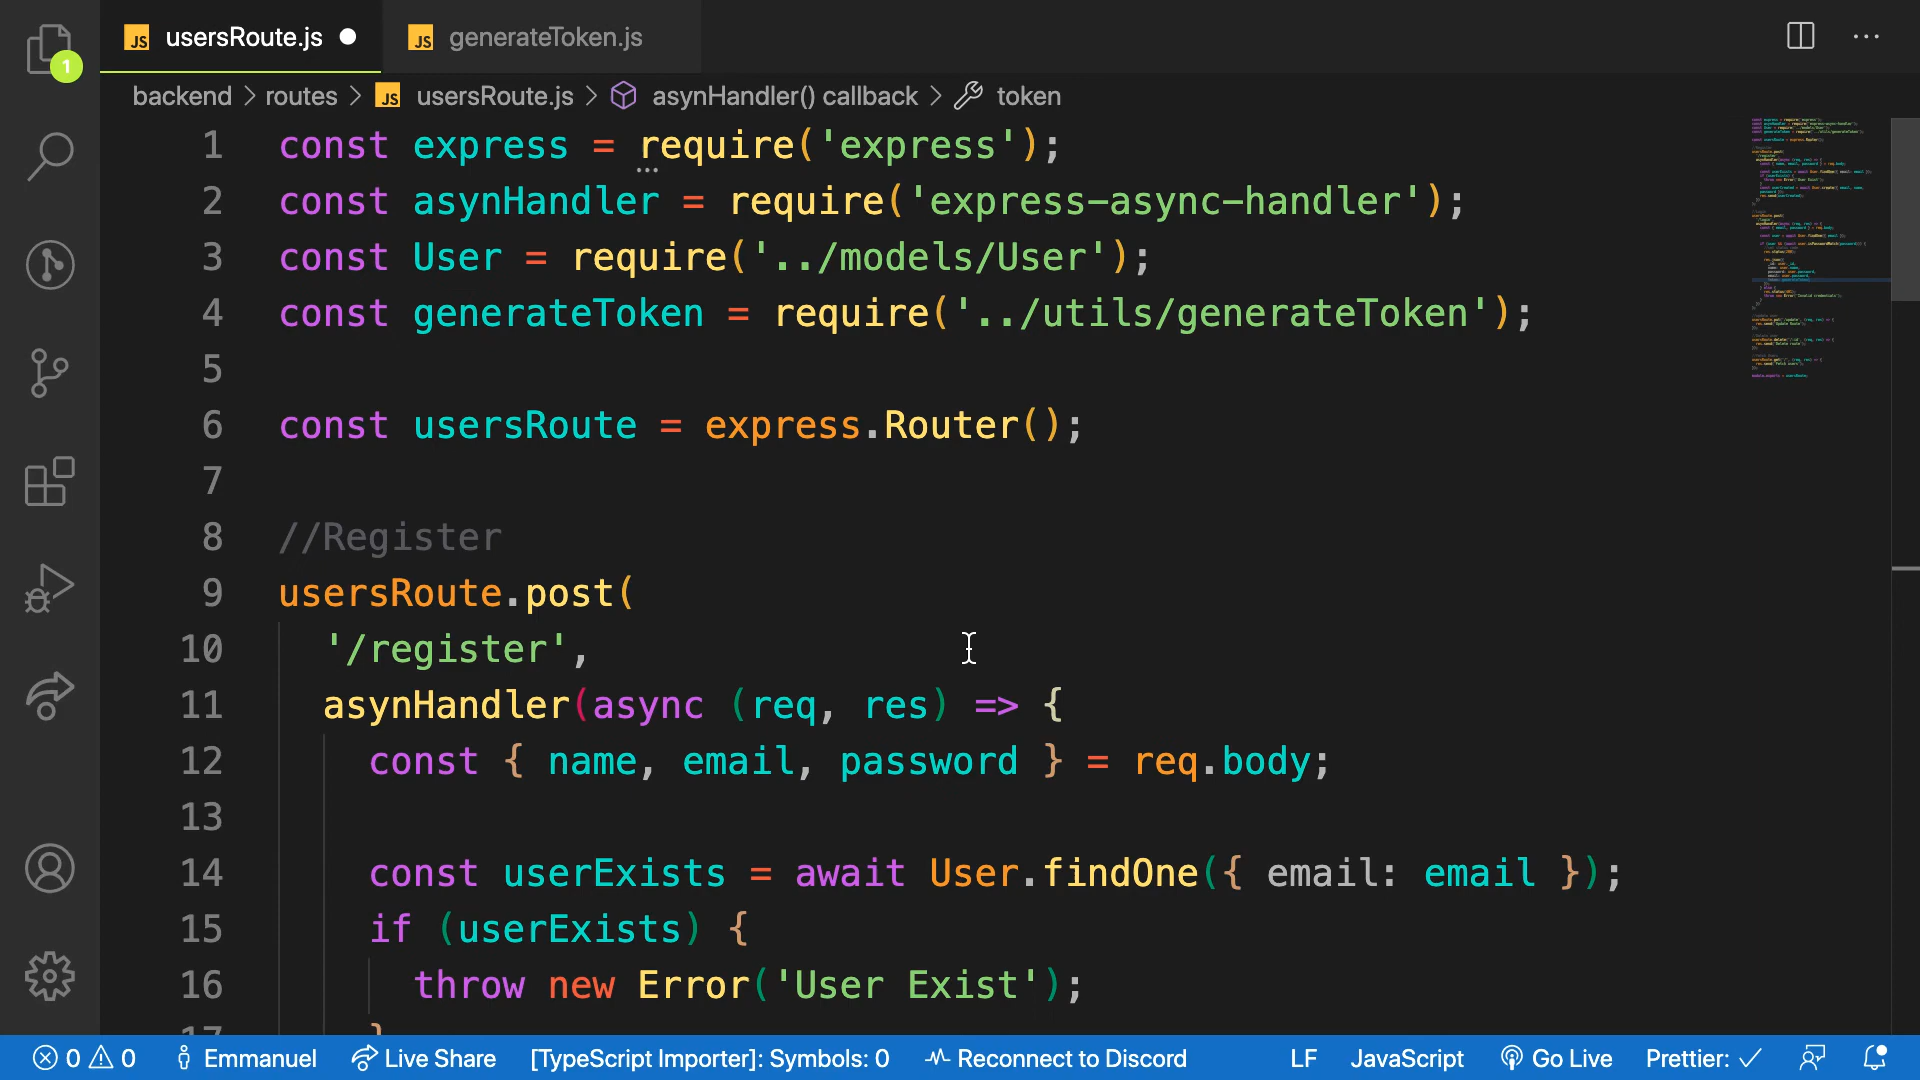 JS usersRoute.js
JS generateToken.js
1
backend > routes > JS usersRoute.js > asynHandler() callback > token
1 const express = require('express');
2 const asynHandler = require('express-async-handler');
3 const User = require('../models/User');
4 const generateToken = require('../utils/generateToken');
5
6 const usersRoute = express.Router();
7
8 //Register
9 usersRoute.post(
10 '/register',
11 asynHandler(async (req, res) => {
12 const { name, email, password } = req.body;
13
14 const userExists = await User.findOne({ email: email });
15 if (userExists) {
16 throw new Error('User Exist');
17 }
0 0 Emmanuel Live Share [TypeScript Importer]: Symbols: 0 Reconnect to Discord LF JavaScript Go Live Prettier: ✓